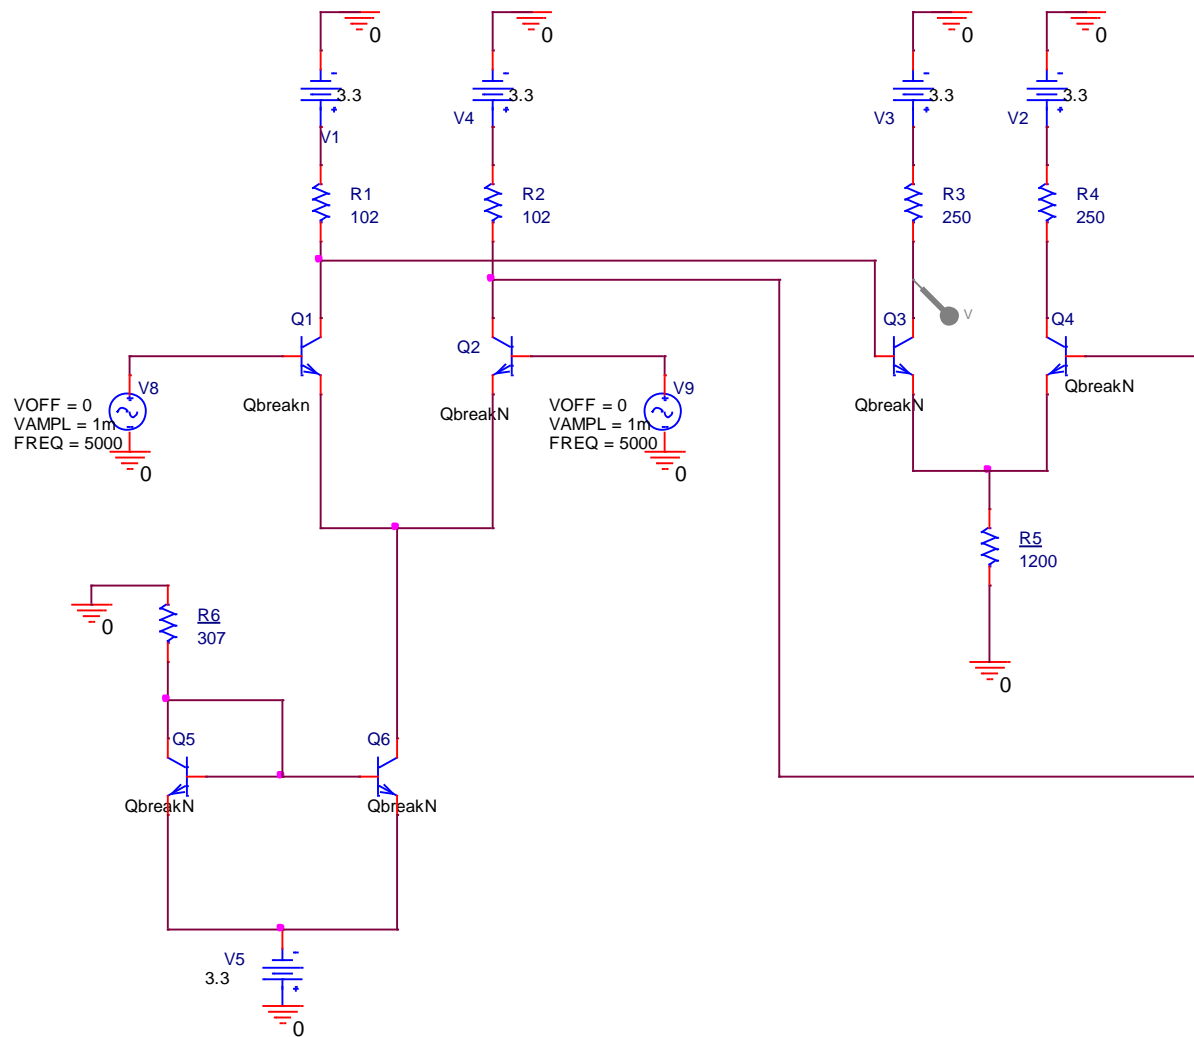 0
0
0
0
3.3
3.3
3.3
3.3
V1
V4
V3
V2
R1
102
R2
102
R3
250
R4
250
Q1
Q2
Q3
V
Q4
V8
VOFF = 0
VAMPL = 1m
FREQ = 5000
0
Qbreakn
QbreakN
V9
VOFF = 0
VAMPL = 1m
FREQ = 5000
0
QbreakN
QbreakN
R5
1200
0
0
R6
307
Q5
Q6
QbreakN
QbreakN
V5
3.3
0